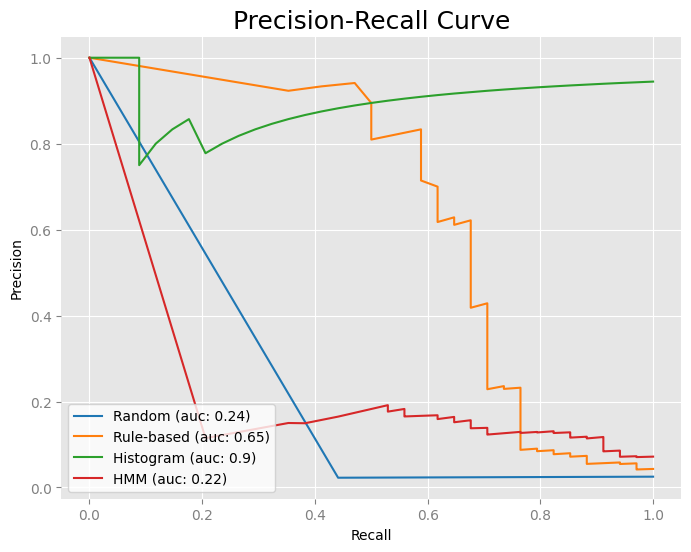 Precision-Recall Curve
Precision
1.0
0.8
0.6
0.4
0.2
0.0
Random (auc: 0.24)
Rule-based (auc: 0.65)
Histogram (auc: 0.9)
HMM (auc: 0.22)
0.0 0.2 0.4 0.6 0.8 1.0
Recall